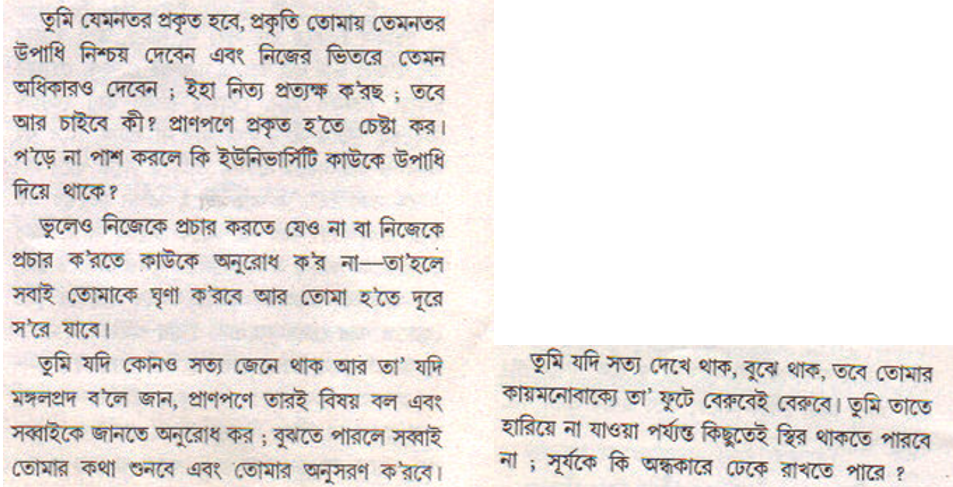 তুমি যেমনতর প্রকৃত হবে, প্রকৃতি তোমায় তেমনতর
উপাধি নিশ্চয় দেবেন এবং নিজের ভিতরে তেমন
অধিকারও দেবেন ; ইহা নিত্য প্রত্যক্ষ ক'রছ ; তবে
আর চাইবে কী? প্রাণপণে প্রকৃত হ'তে চেষ্টা কর।
প'ড়ে না পাশ করলে কি ইউনিভার্সিটি কাউকে উপাধি
দিয়ে থাকে?
ভুলেও নিজেকে প্রচার করতে যেও না বা নিজেকে
প্রচার ক'রতে কাউকে অনুরোধ ক'র না—তা'হলে
সবাই তোমাকে ঘৃণা ক'রবে আর তোমা হ'তে দূরে
স'রে যাবে।
তুমি যদি কোনও সত্য জেনে থাক আর তা' যদি
মঙ্গলপ্রদ ব'লে জান, প্রাণপণে তারই বিষয় বল এবং
সব্বাইকে জানতে অনুরোধ কর ; বুঝতে পারলে সব্বাই
তোমার কথা শুনবে এবং তোমার অনুসরণ ক'রবে।
তুমি যদি সত্য দেখে থাক, বুঝে থাক, তবে তোমার
কায়মনোবাক্যে তা' ফুটে বেরুবেই বেরুবে। তুমি তাতে
হারিয়ে না যাওয়া পর্য্যন্ত কিছুতেই স্থির থাকতে পারবে
না ; সূর্যকে কি অন্ধকারে ঢেকে রাখতে পারে ?